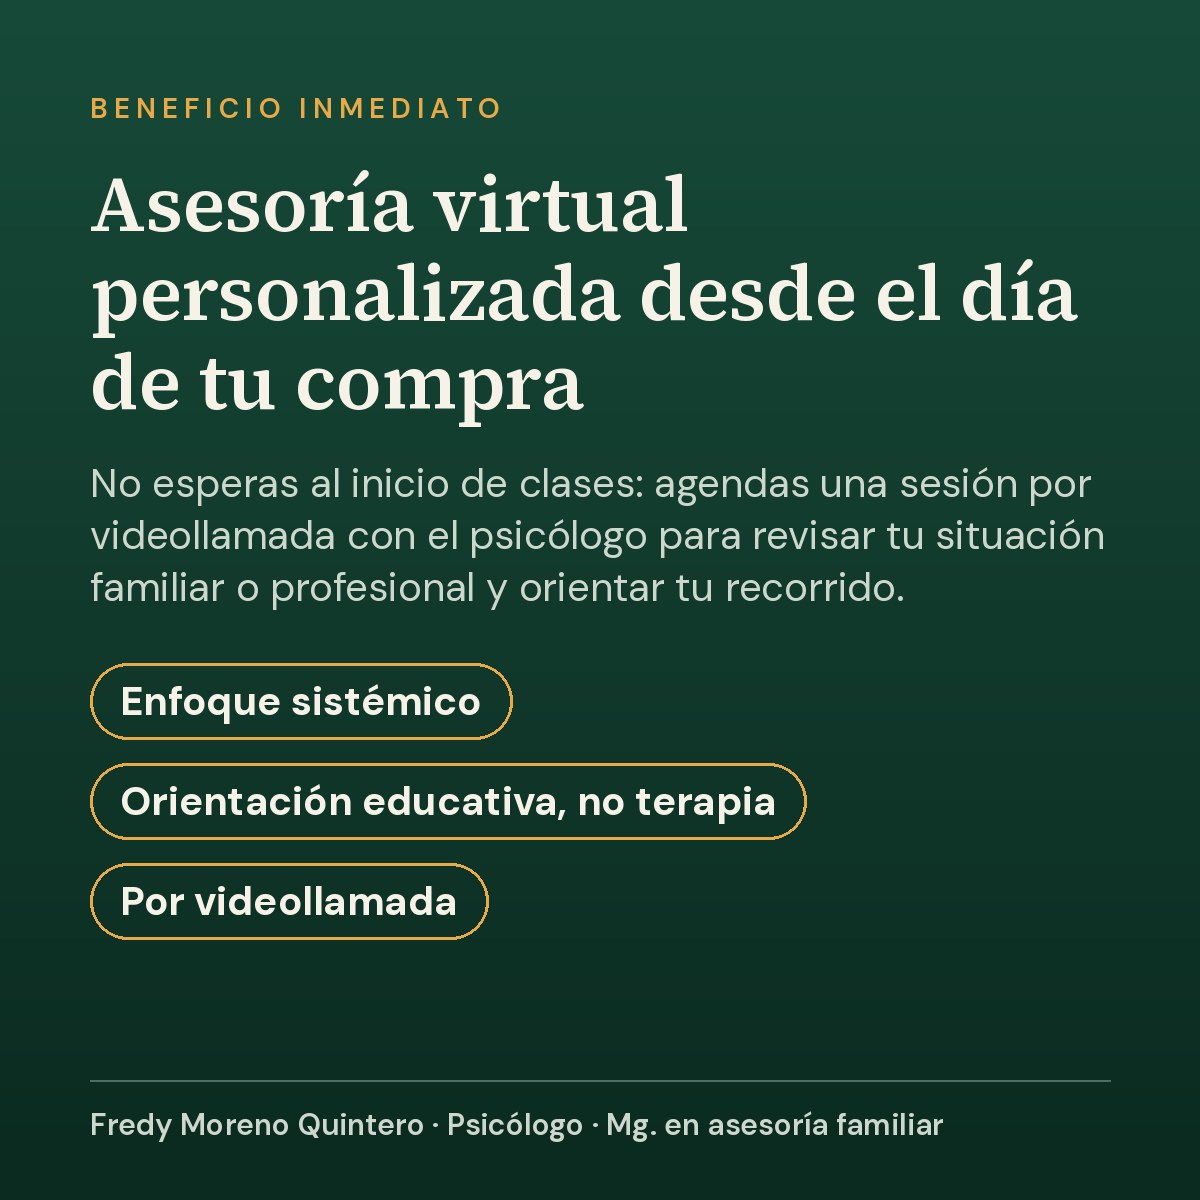 BENEFICIO INMEDIATO
Asesoría virtual
personalizada desde el día
de tu compra
No esperas al inicio de clases: agendas una sesión por
videollamada con el psicólogo para revisar tu situación
familiar o profesional y orientar tu recorrido.
Enfoque sistémico
Orientación educativa, no terapia
Por videollamada
Fredy Moreno Quintero · Psicólogo · Mg. en asesoría familiar